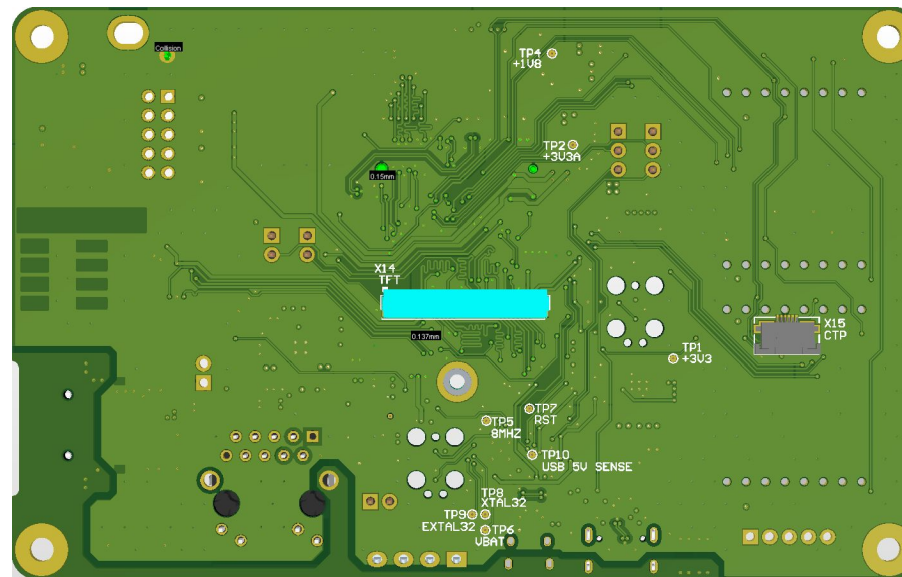 Collision
TP4
+1V8
TP2
+3V3A
0.15mm
X14
TFT
0.137mm
X15
CTP
TP1
+3V3
TP7
RST
TP5
8MHZ
TP10
USB 5V SENSE
TP8
XTAL32
TP9
EXTAL32
TP6
VBAT